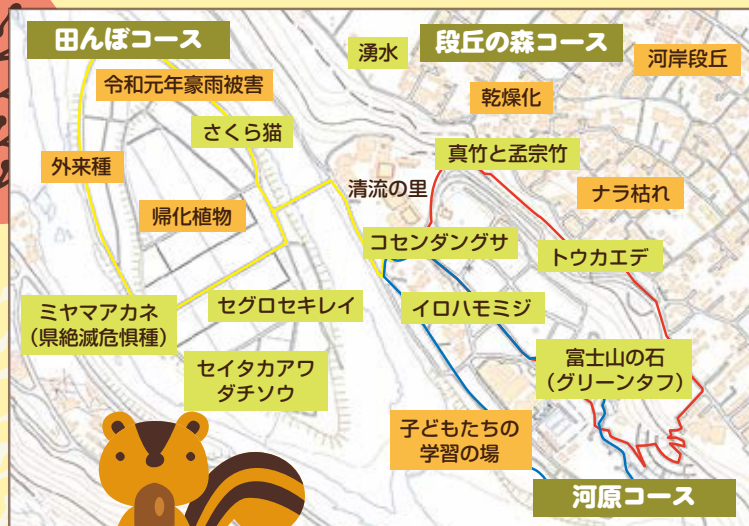 田んぼコース
湧水
段丘の森コース
河岸段丘
令和元年豪雨被害
乾燥化
さくら猫
真竹と孟宗竹
外来種
清流の里
ナラ枯れ
帰化植物
コセンダングサ
トウカエデ
ミヤマアカネ
（県絶滅危惧種）
セグロセキレイ
イロハモミジ
セイタカアワ
ダチソウ
富士山の石
（グリーンタフ）
子どもたちの
学習の場
河原コース